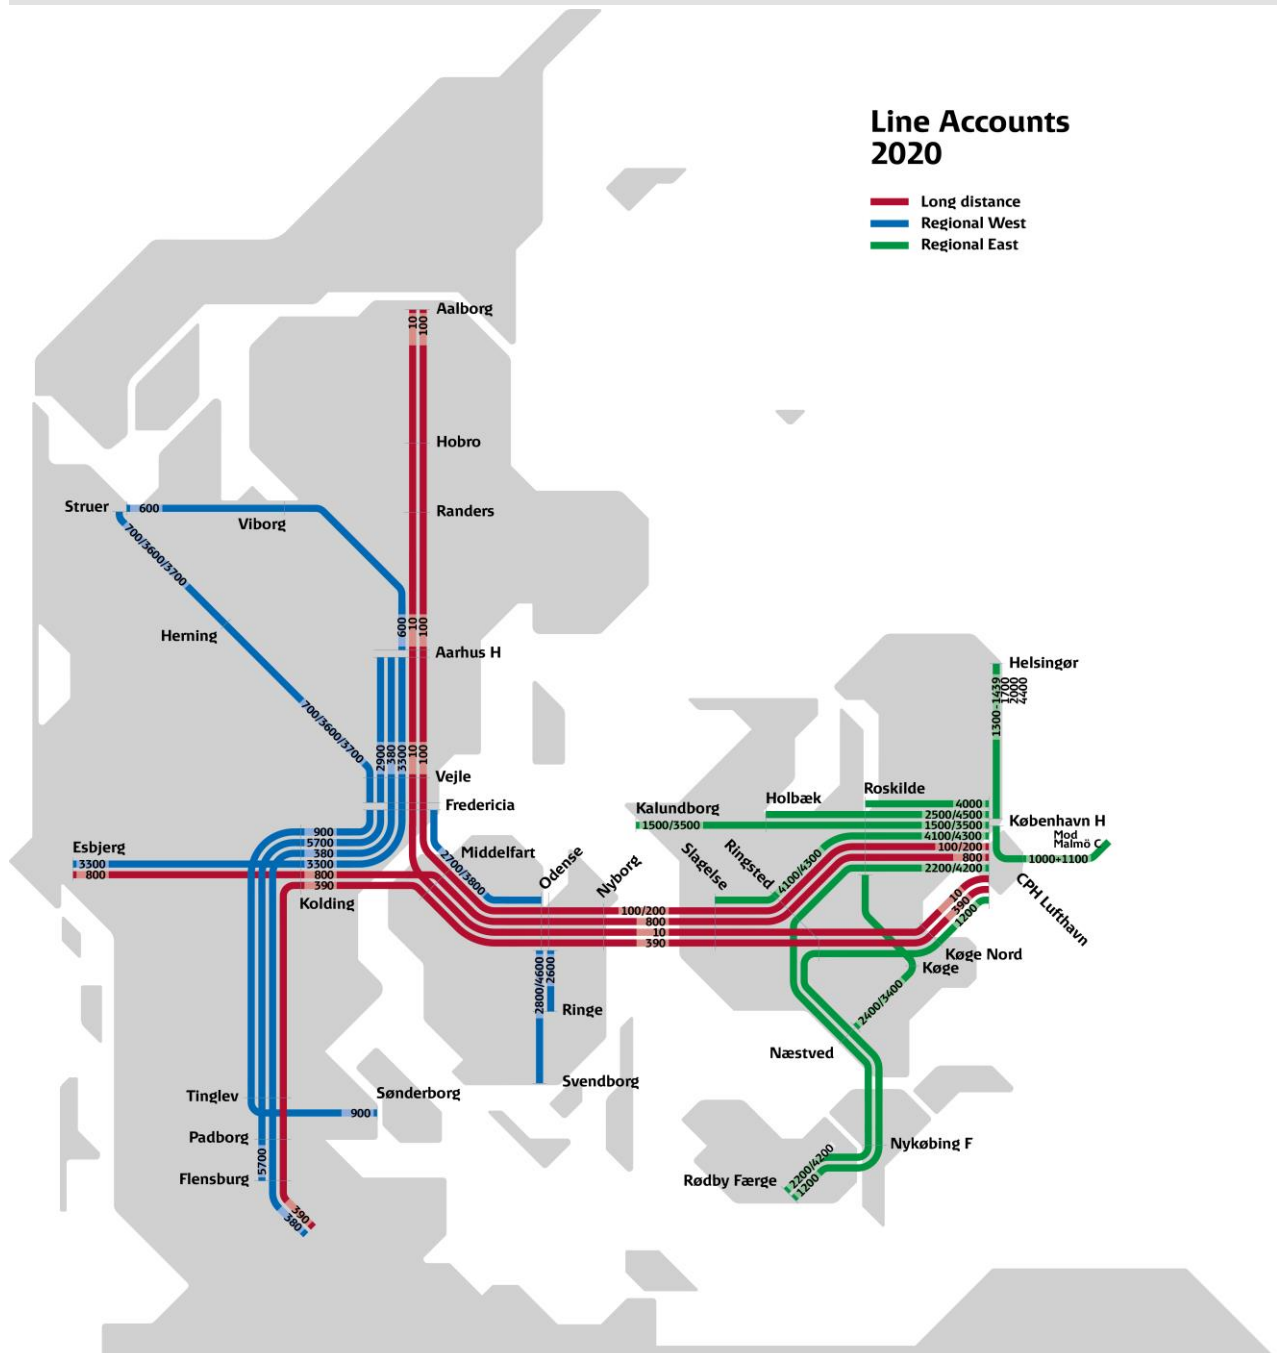 Line Accounts
2020
Long distance
Regional West
Regional East
Aalborg
10
100
Hobro
Struer
600
Viborg
Randers
700/3600/3700
Herning
600
10
100
Aarhus H
700/3600/3700
2900
380
3300
10
100
Vejle
Fredericia
Helsingør
1300-1439
1700
2000
4400
Roskilde
Holbæk
Kalundborg
4000
2500/4500
1500/3500
1500/3500
4100/4300
100/200
800
2200/4200
København H
Mod
Malmö C
1000+1100
CPH Lufthavn
10
390
1200
Esbjerg
3300
800
900
5700
380
3300
800
390
Kolding
Middelfart
2700/3800
Odense
Nyborg
Slagelse
Ringsted
4100/4300
100/200
800
10
390
Køge Nord
Køge
2400/3400
2800/4600
2600
Ringe
Svendborg
Næstved
Tinglev
Sønderborg
900
Padborg
5700
Flensburg
390
380
Nykøbing F
Rødby Færge
2200/4200
1200